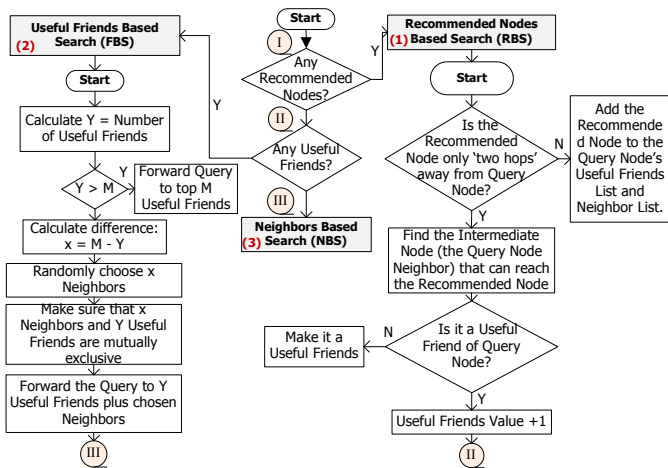 Useful Friends Based
(2) Search (FBS)
Start
Calculate Y = Number
of Useful Friends
Y > M
Y
Forward Query
to top M
Useful Friends
Calculate difference:
x = M - Y
Randomly choose x
Neighbors
Make sure that x
Neighbors and Y Useful
Friends are mutually
exclusive
Forward the Query to Y
Useful Friends plus chosen
Neighbors
III
Start
I
Any
Recommended
Nodes?
Y
II
Any Useful
Friends?
Y
III
Neighbors Based
(3) Search (NBS)
Recommended Nodes
(1) Based Search (RBS)
Start
Is the
Recommended
Node only ‘two hops’
away from Query
Node?
N
Add the
Recommende
d Node to the
Query Node’s
Useful Friends
List and
Neighbor List.
Y
Find the Intermediate
Node (the Query Node
Neighbor) that can reach
the Recommended Node
Is it a Useful
Friend of Query
Node?
N
Make it a
Useful Friends
Y
Useful Friends Value +1
II